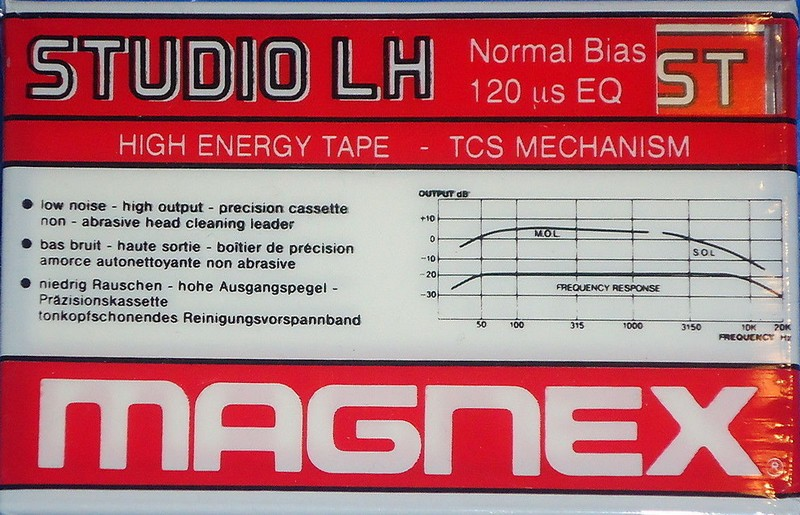 STUDIO LH
Normal Bias
120 µs EQ
ST
HIGH ENERGY TAPE - TCS MECHANISM
● low noise - high output - precision cassette
non - abrasive head cleaning leader
● bas bruit - haute sortie - boîtier de précision
amorce autonettoyante non abrasive
● niedrig Rauschen - hohe Ausgangspegel -
Präzisionskassette
tonkopfschonendes Reinigungsvorspannband
OUTPUT dB
+10
0
-10
-20
-30
M.O.L.
S.O.L
FREQUENCY RESPONSE
50 100 315 1000 3150 10K 20K
FREQUENCY Hz
MAGNEX ®